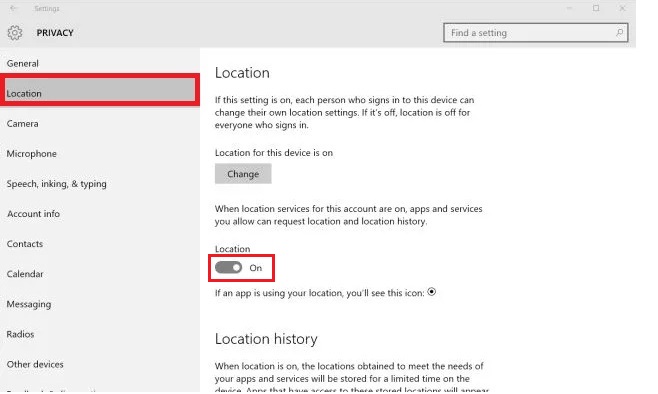 Settings
PRIVACY
Find a setting
General
Location
Camera
Microphone
Speech, inking, & typing
Account info
Contacts
Calendar
Messaging
Radios
Other devices
Location
If this setting is on, each person who signs in to this device can
change their own location settings. If it's off, location is off for
everyone who signs in.
Location for this device is on
Change
When location services for this account are on, apps and services
you allow can request location and location history.
Location
On
If an app is using your location, you'll see this icon:
Location history
When location is on, the locations obtained to meet the needs of
your apps and services will be stored for a limited time on the
device. Apps that have access to these stored locations will appear